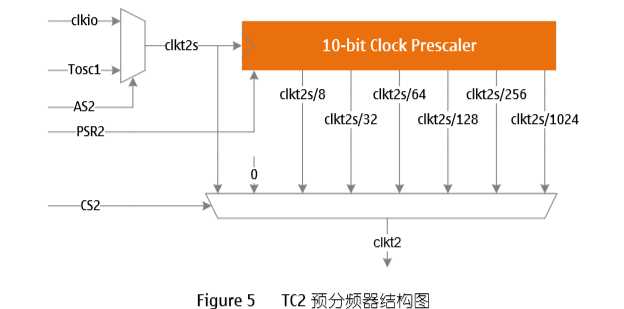 clkio
clkt2s
10-bit Clock Prescaler
Tosc1
clkt2s/8
clkt2s/64
clkt2s/256
AS2
clkt2s/32
clkt2s/128
clkt2s/1024
PSR2
0
CS2
clkt2
Figure 5 TC2 预分频器结构图